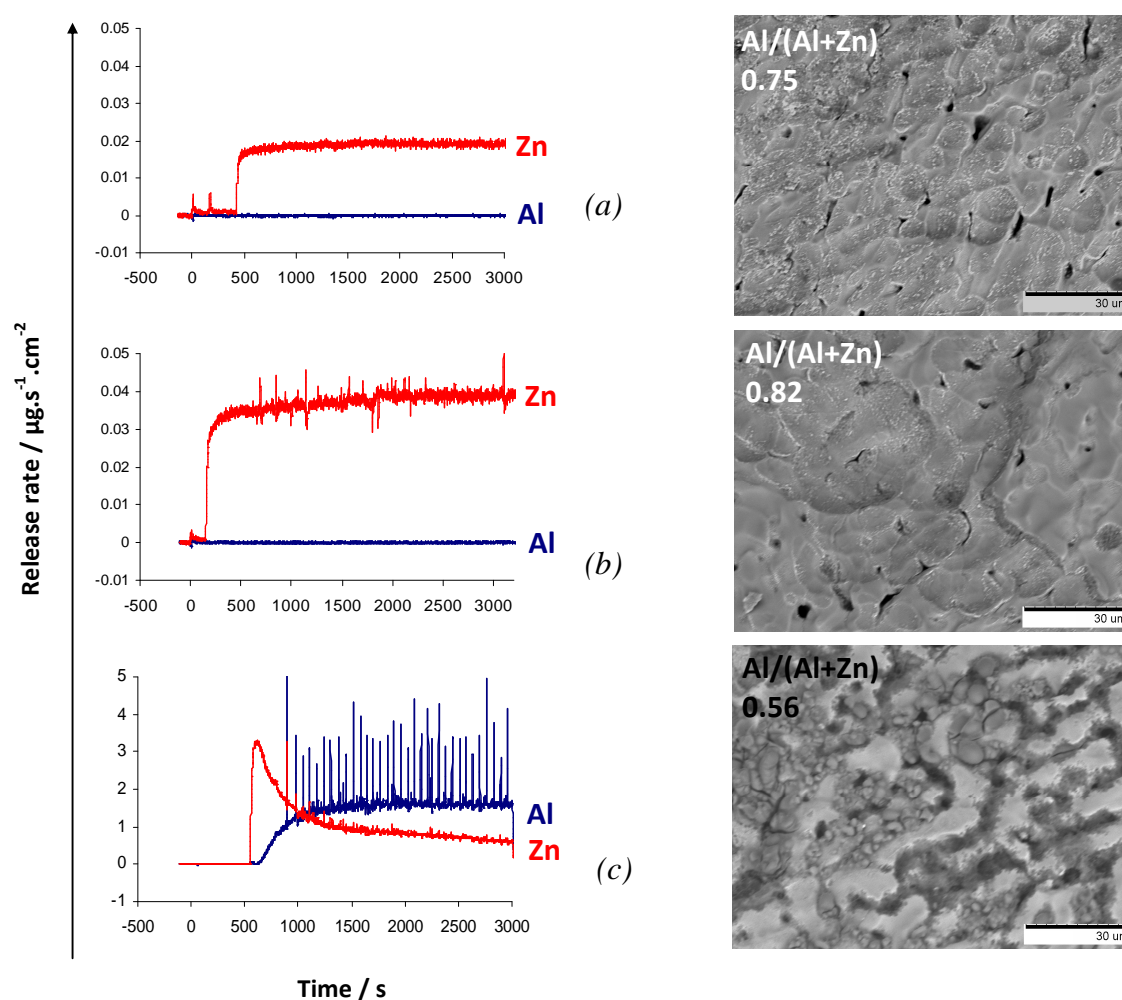 Release rate / µg.s⁻¹.cm⁻²
0.05
0.04
0.03
0.02
0.01
0
-0.01
-500 0 500 1000 1500 2000 2500 3000
Zn
Al
(a)
Al/(Al+Zn)
0.75
30 um
0.05
0.04
0.03
0.02
0.01
0
-0.01
-500 0 500 1000 1500 2000 2500 3000
Zn
Al
(b)
Al/(Al+Zn)
0.82
30 um
5
4
3
2
1
0
-1
-500 0 500 1000 1500 2000 2500 3000
Al
Zn
(c)
Al/(Al+Zn)
0.56
30 um
Time / s